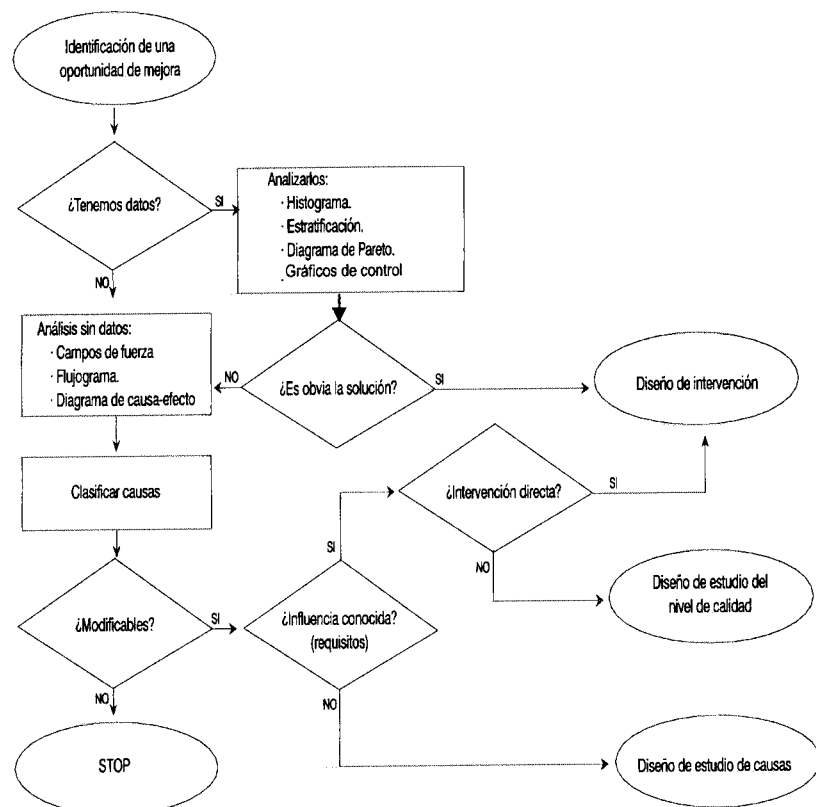 Identificación de una
oportunidad de mejora
¿Tenemos datos?
SI
Analizarlos:
· Histograma.
· Estratificación.
· Diagrama de Pareto.
Gráficos de control
.
NO
Análisis sin datos:
· Campos de fuerza
· Flujograma.
· Diagrama de causa-efecto
NO
¿Es obvia la solución?
SI
Diseño de intervención
Clasificar causas
SI
¿Intervención directa?
SI
NO
Diseño de estudio del
nivel de calidad
¿Modificables?
SI
¿Influencia conocida?
(requisitos)
NO
NO
STOP
Diseño de estudio de causas